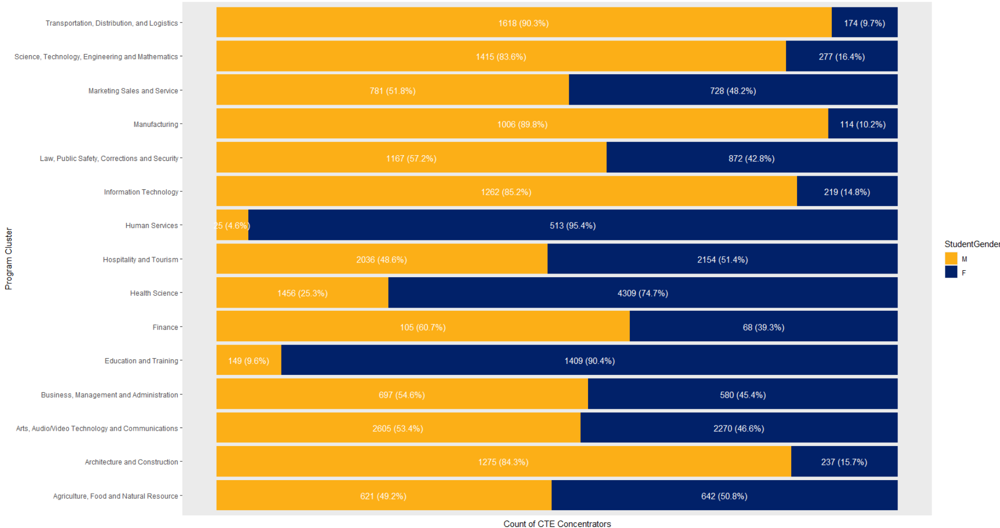 Transportation, Distribution, and Logistics
1618 (90.3%)
174 (9.7%)
Science, Technology, Engineering and Mathematics
1415 (83.6%)
277 (16.4%)
Marketing Sales and Service
781 (51.8%)
728 (48.2%)
Manufacturing
1006 (89.8%)
114 (10.2%)
Law, Public Safety, Corrections and Security
1167 (57.2%)
872 (42.8%)
Information Technology
1262 (85.2%)
219 (14.8%)
Human Services
25 (4.6%)
513 (95.4%)
Hospitality and Tourism
2036 (48.6%)
2154 (51.4%)
Health Science
1456 (25.3%)
4309 (74.7%)
Finance
105 (60.7%)
68 (39.3%)
Education and Training
149 (9.6%)
1409 (90.4%)
Business, Management and Administration
697 (54.6%)
580 (45.4%)
Arts, Audio/Video Technology and Communications
2605 (53.4%)
2270 (46.6%)
Architecture and Construction
1275 (84.3%)
237 (15.7%)
Agriculture, Food and Natural Resource
621 (49.2%)
642 (50.8%)
Program Cluster
Count of CTE Concentrators
StudentGender
M
F